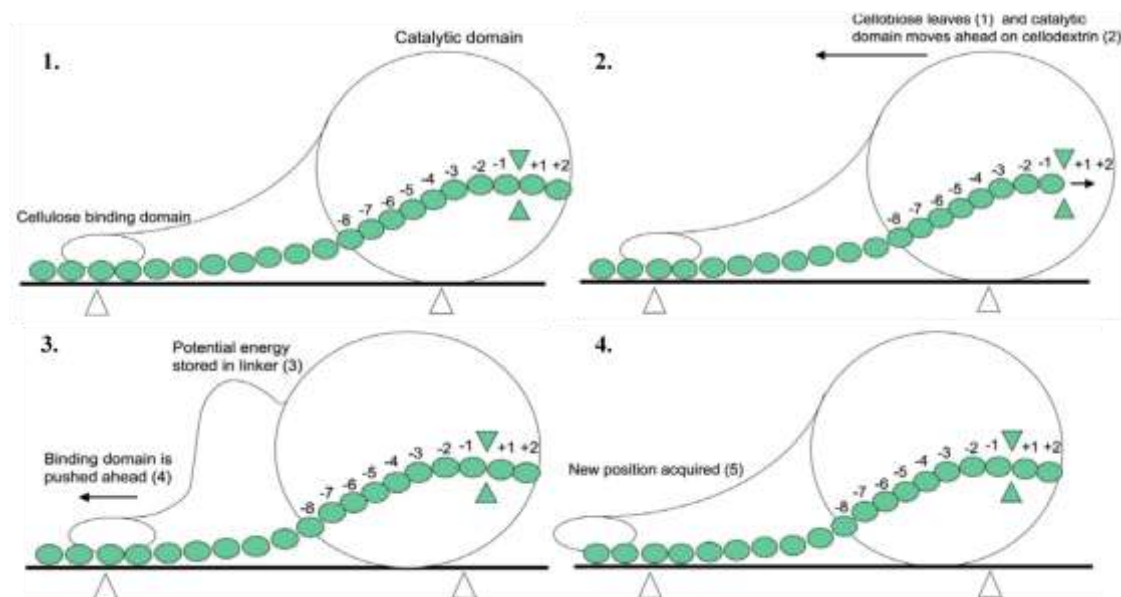 1.
Catalytic domain
-8 -7 -6 -5 -4 -3 -2 -1 +1 +2
Cellulose binding domain
2.
Cellobiose leaves (1) and catalytic
domain moves ahead on cellodextrin (2)
-8 -7 -6 -5 -4 -3 -2 -1 +1 +2
3.
Potential energy
stored in linker (3)
Binding domain is
pushed ahead (4)
-8 -7 -6 -5 -4 -3 -2 -1 +1 +2
4.
New position acquired (5)
-8 -7 -6 -5 -4 -3 -2 -1 +1 +2